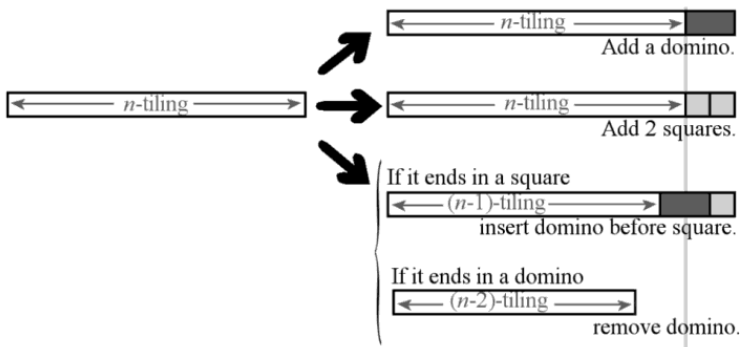 n-tiling
Add a domino.
n-tiling
n-tiling
Add 2 squares.
If it ends in a square
(n-1)-tiling
insert domino before square.
If it ends in a domino
(n-2)-tiling
remove domino.